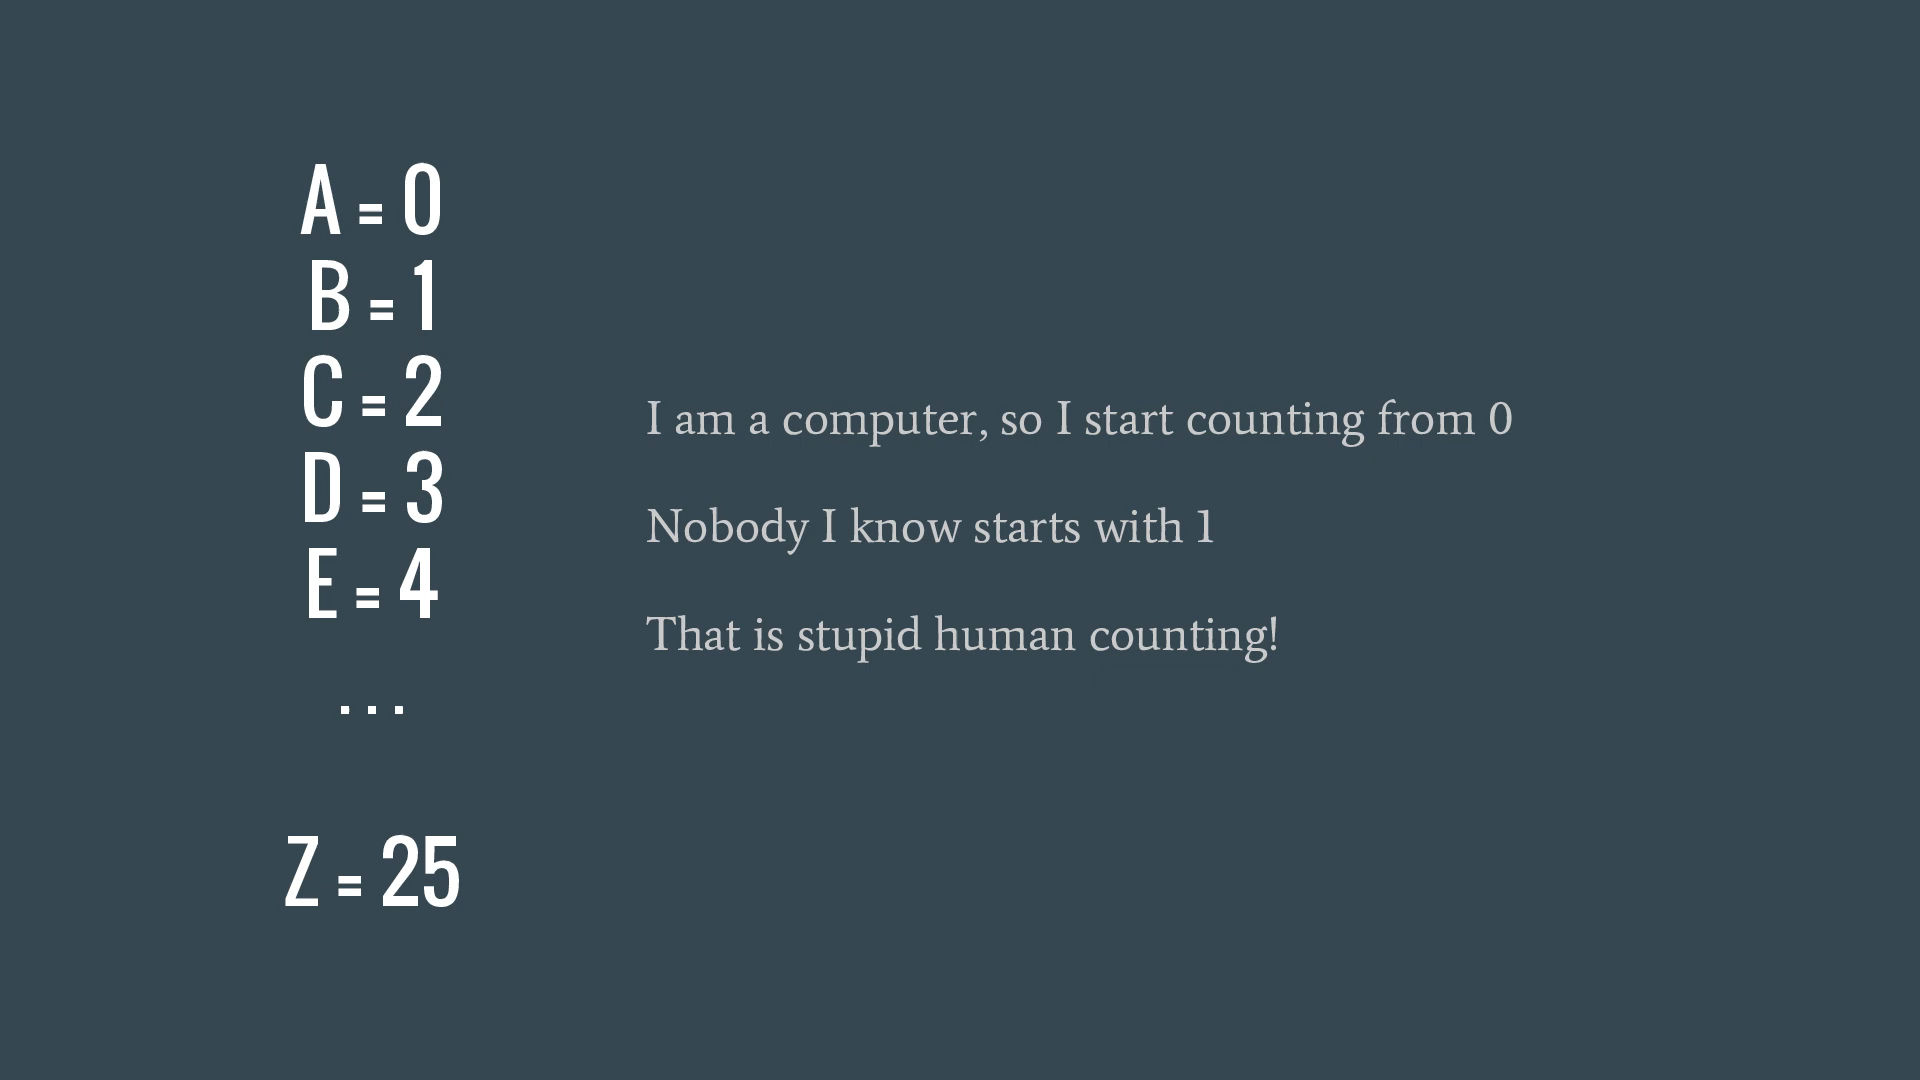 A = 0
B = 1
C = 2
D = 3
E = 4
...
Z = 25
I am a computer, so I start counting from 0
Nobody I know starts with 1
That is stupid human counting!